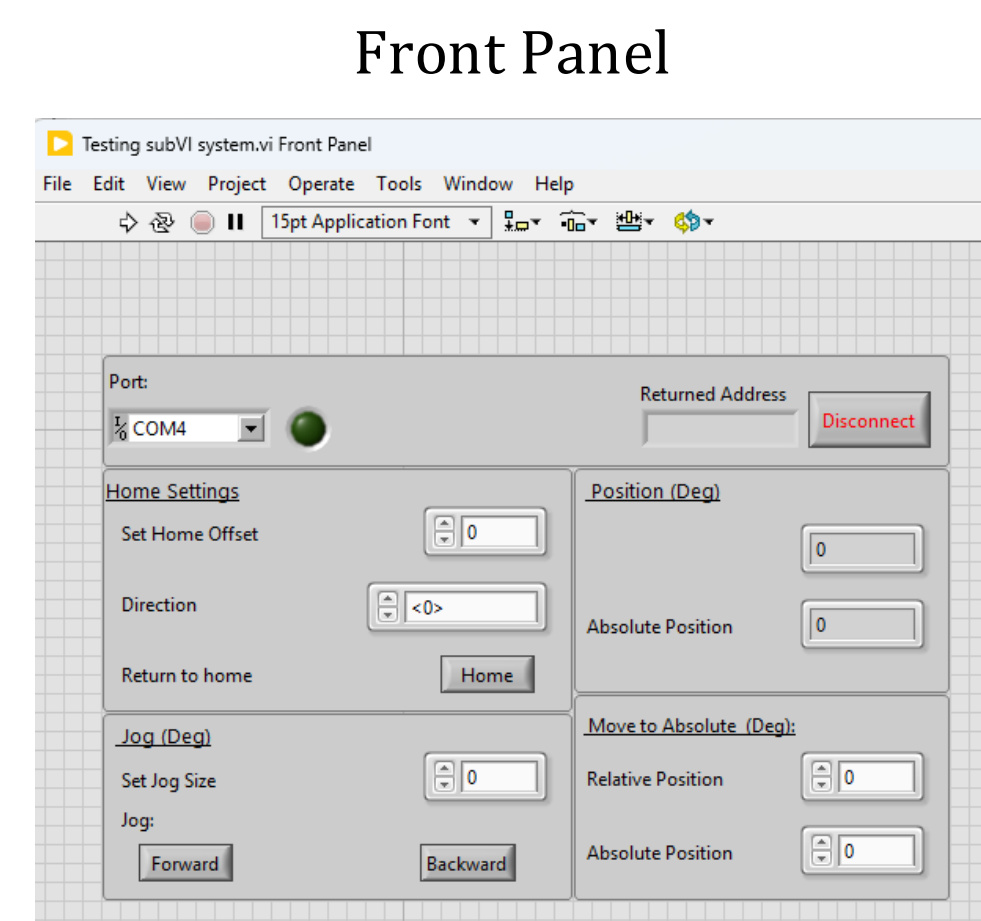 Front Panel
Testing subVI system.vi Front Panel
File Edit View Project Operate Tools Window Help
15pt Application Font
Port:
I/O COM4
Returned Address
Disconnect
Home Settings
Set Home Offset 0
Direction <0>
Return to home Home
Position (Deg)
0
Absolute Position 0
Jog (Deg)
Set Jog Size 0
Jog:
Forward Backward
Move to Absolute (Deg):
Relative Position 0
Absolute Position 0